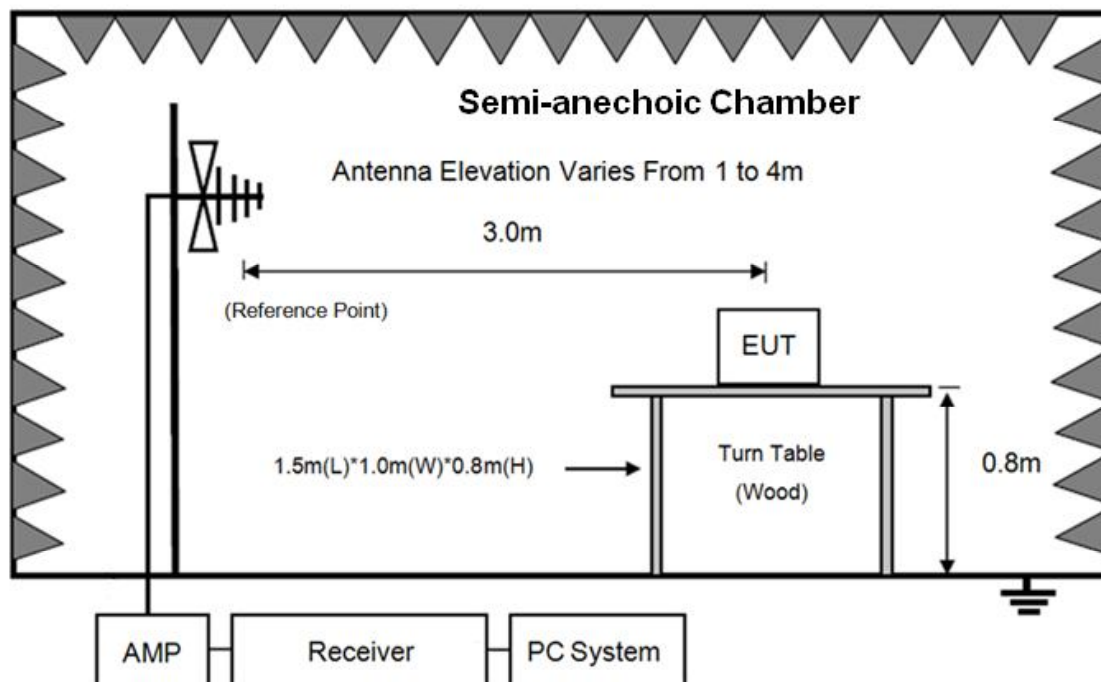 Semi-anechoic Chamber
Antenna Elevation Varies From 1 to 4m
3.0m
(Reference Point)
EUT
1.5m(L)*1.0m(W)*0.8m(H)
Turn Table
(Wood)
0.8m
AMP
Receiver
PC System